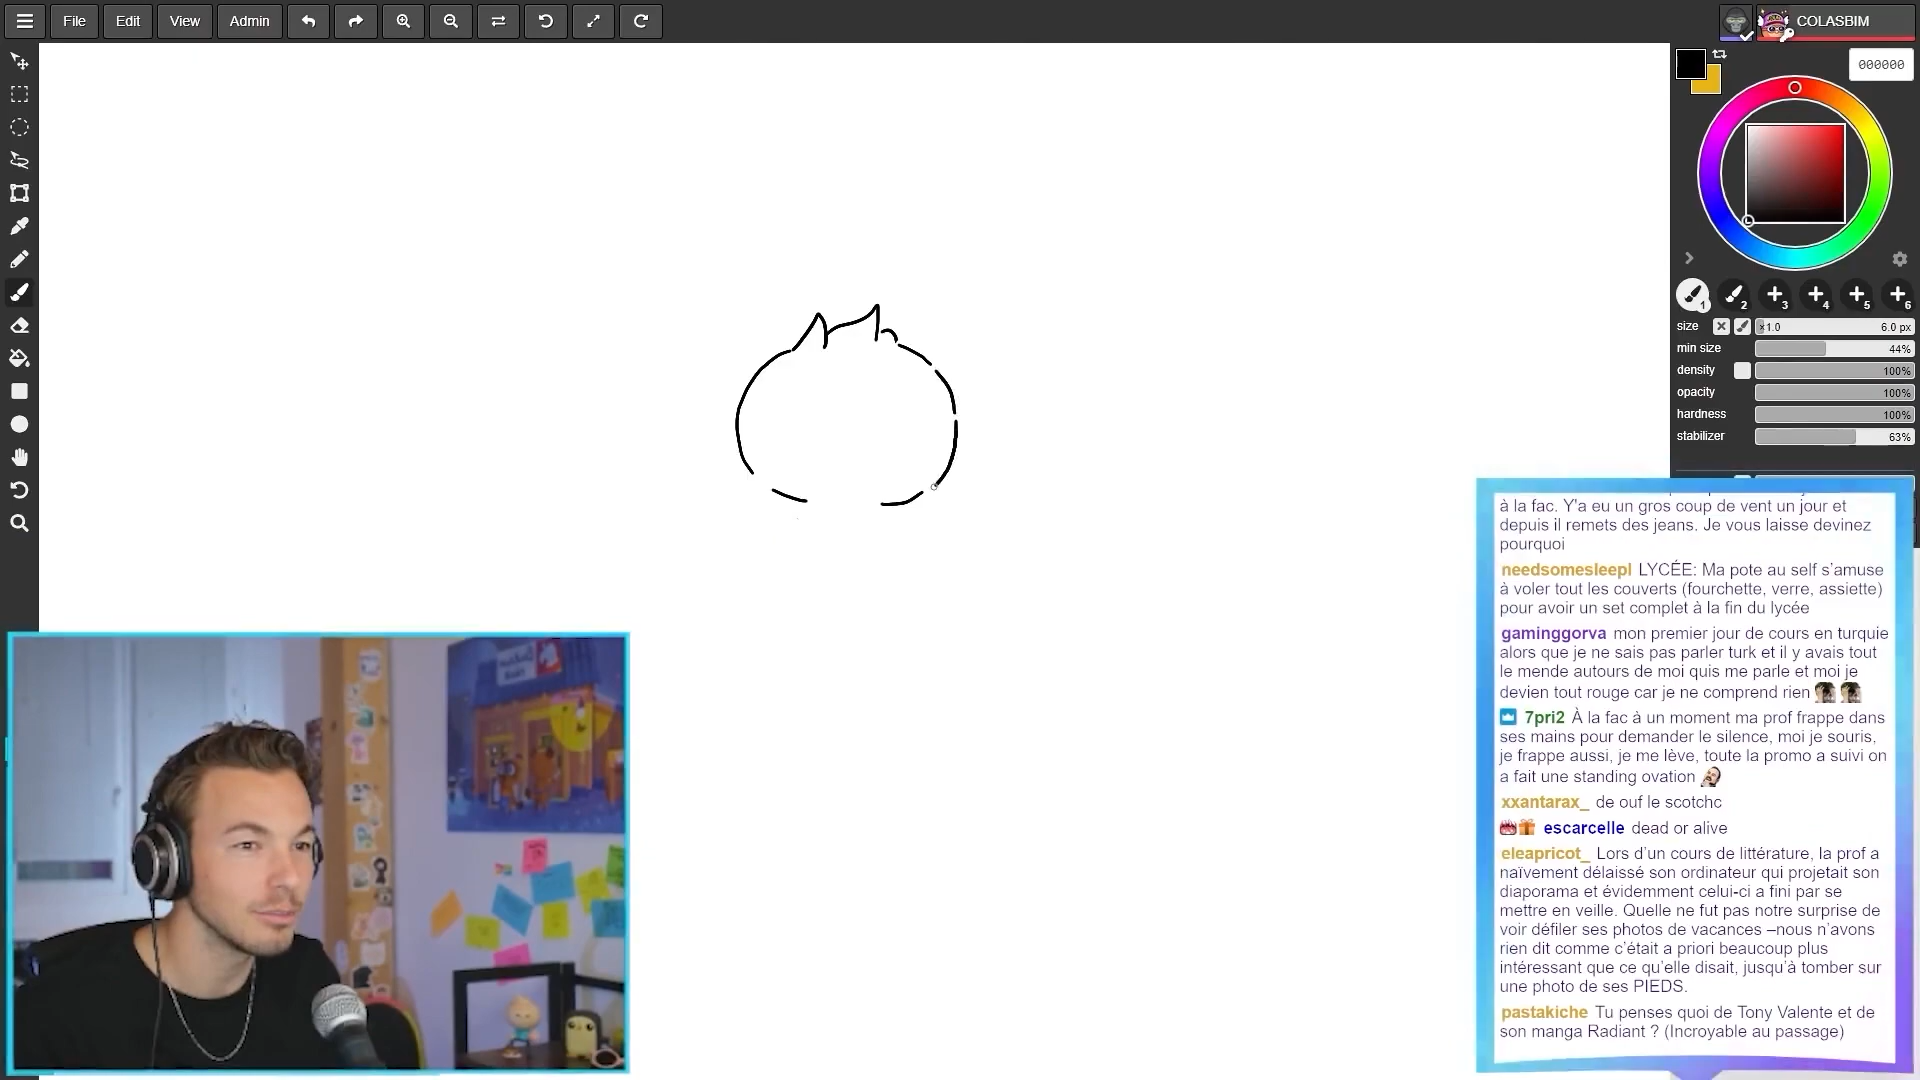 File Edit View Admin
COLASBIM
000000
1 2 3 4 5 6
size ×1.0 6.0 px
min size 44%
density 100%
opacity 100%
hardness 100%
stabilizer 63%
à la fac. Y'a eu un gros coup de vent un jour et
depuis il remets des jeans. Je vous laisse devinez
pourquoi
needsomesleepl LYCÉE: Ma pote au self s'amuse
à voler tout les couverts (fourchette, verre, assiette)
pour avoir un set complet à la fin du lycée
gaminggorva mon premier jour de cours en turquie
alors que je ne sais pas parler turk et il y avais tout
le mende autours de moi quis me parle et moi je
devien tout rouge car je ne comprend rien
7pri2 À la fac à un moment ma prof frappe dans
ses mains pour demander le silence, moi je souris,
je frappe aussi, je me lève, toute la promo a suivi on
a fait une standing ovation
xxantarax_ de ouf le scotchc
escarcelle dead or alive
eleapricot_ Lors d'un cours de littérature, la prof a
naïvement délaissé son ordinateur qui projetait son
diaporama et évidemment celui-ci a fini par se
mettre en veille. Quelle ne fut pas notre surprise de
voir défiler ses photos de vacances –nous n'avons
rien dit comme c'était a priori beaucoup plus
intéressant que ce qu'elle disait, jusqu'à tomber sur
une photo de ses PIEDS.
pastakiche Tu penses quoi de Tony Valente et de
son manga Radiant ? (Incroyable au passage)